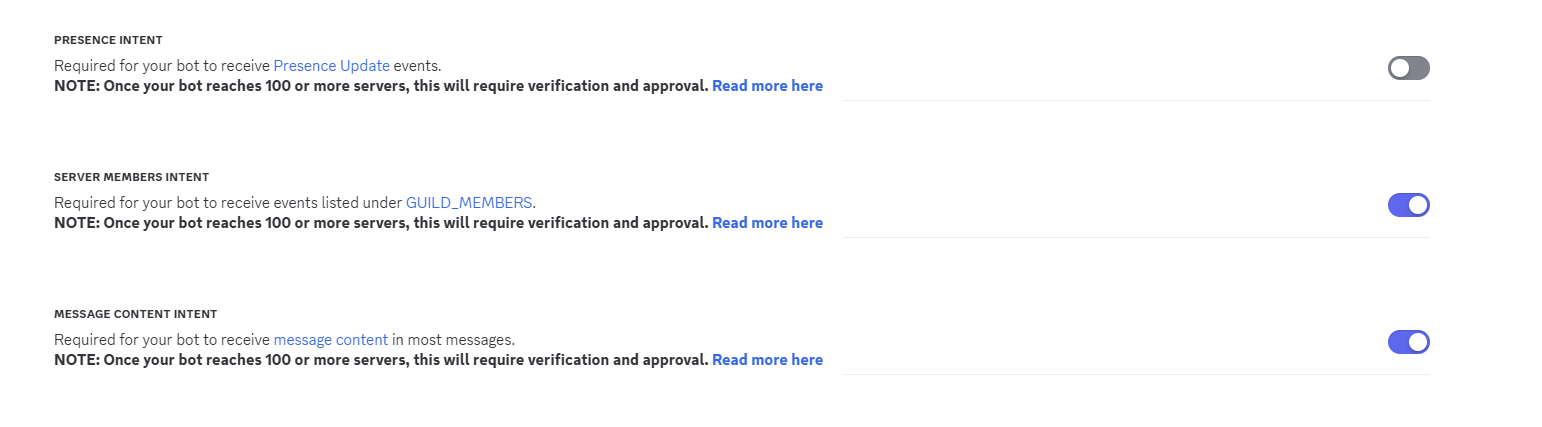 PRESENCE INTENT
Required for your bot to receive Presence Update events.
NOTE: Once your bot reaches 100 or more servers, this will require verification and approval. Read more here
SERVER MEMBERS INTENT
Required for your bot to receive events listed under GUILD_MEMBERS.
NOTE: Once your bot reaches 100 or more servers, this will require verification and approval. Read more here
MESSAGE CONTENT INTENT
Required for your bot to receive message content in most messages.
NOTE: Once your bot reaches 100 or more servers, this will require verification and approval. Read more here